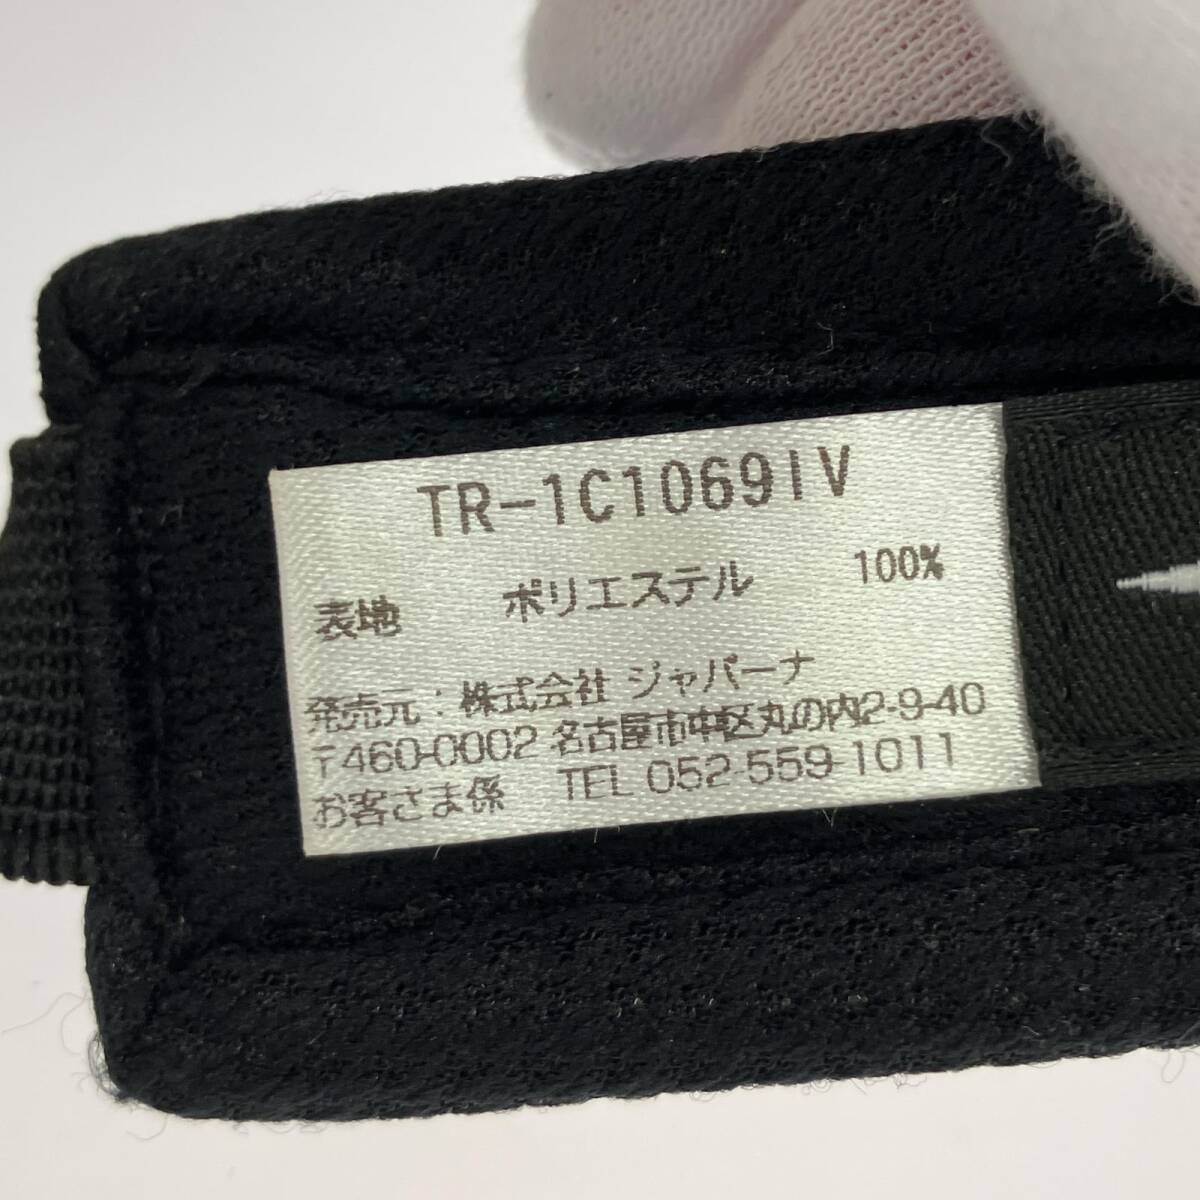 TR-1C1069IV
表地 ポリエステル 100%
発売元：株式会社 ジャパーナ
〒460-0002 名古屋市中区丸の内2-9-40
お客さま係 TEL 052-559-1011